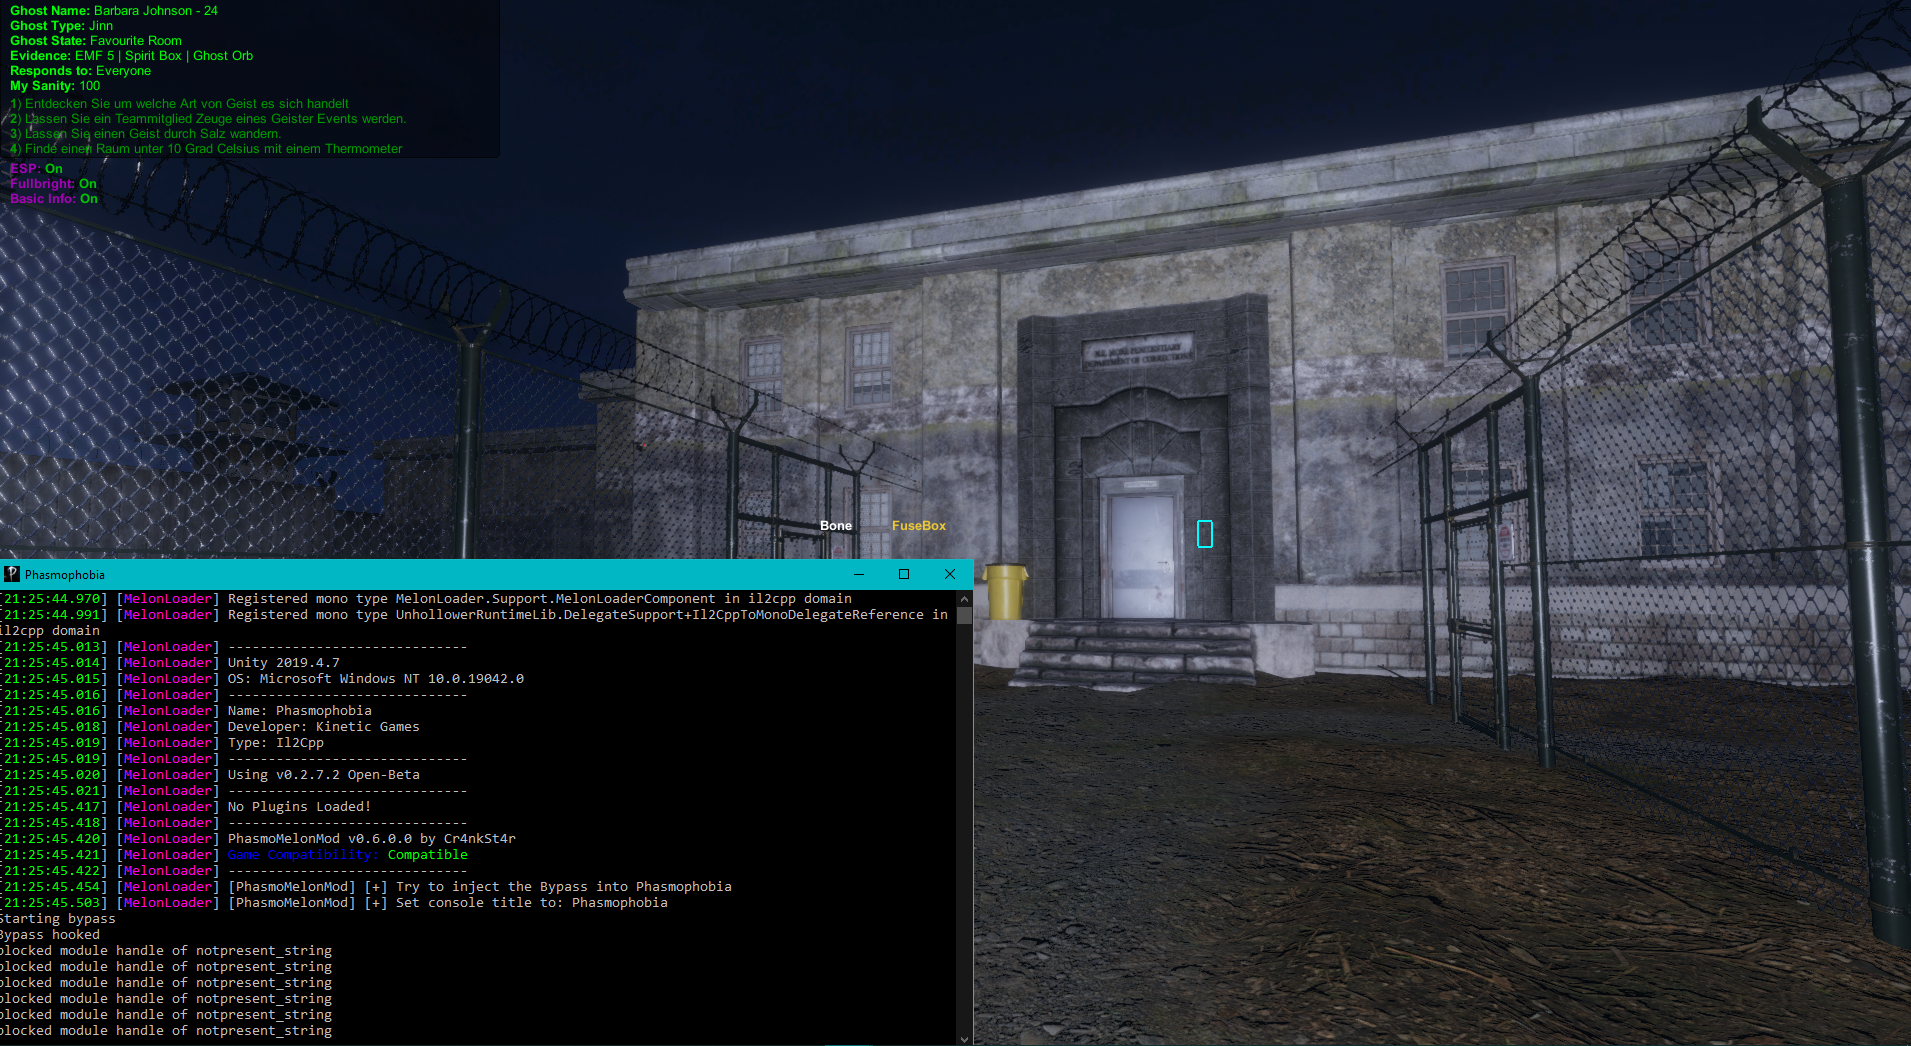 Ghost Name: Barbara Johnson - 24
Ghost Type: Jinn
Ghost State: Favourite Room
Evidence: EMF 5 | Spirit Box | Ghost Orb
Responds to: Everyone
My Sanity: 100
1) Entdecken Sie um welche Art von Geist es sich handelt
2) Lassen Sie ein Teammitglied Zeuge eines Geister Events werden.
3) Lassen Sie einen Geist durch Salz wandern.
4) Finde einen Raum unter 10 Grad Celsius mit einem Thermometer
ESP: On
Fullbright: On
Basic Info: On
Bone
FuseBox
Phasmophobia
[21:25:44.970] [MelonLoader] Registered mono type MelonLoader.Support.MelonLoaderComponent in il2cpp domain
[21:25:44.991] [MelonLoader] Registered mono type UnhollowerRuntimeLib.DelegateSupport+Il2CppToMonoDelegateReference in
il2cpp domain
[21:25:45.013] [MelonLoader] ------------------------------
[21:25:45.014] [MelonLoader] Unity 2019.4.7
[21:25:45.015] [MelonLoader] OS: Microsoft Windows NT 10.0.19042.0
[21:25:45.016] [MelonLoader] ------------------------------
[21:25:45.016] [MelonLoader] Name: Phasmophobia
[21:25:45.018] [MelonLoader] Developer: Kinetic Games
[21:25:45.019] [MelonLoader] Type: Il2Cpp
[21:25:45.019] [MelonLoader] ------------------------------
[21:25:45.020] [MelonLoader] Using v0.2.7.2 Open-Beta
[21:25:45.021] [MelonLoader] ------------------------------
[21:25:45.417] [MelonLoader] No Plugins Loaded!
[21:25:45.418] [MelonLoader] ------------------------------
[21:25:45.420] [MelonLoader] PhasmoMelonMod v0.6.0.0 by Cr4nkSt4r
[21:25:45.421] [MelonLoader] Game Compatibility: Compatible
[21:25:45.422] [MelonLoader] ------------------------------
[21:25:45.454] [MelonLoader] [PhasmoMelonMod] [+] Try to inject the Bypass into Phasmophobia
[21:25:45.503] [MelonLoader] [PhasmoMelonMod] [+] Set console title to: Phasmophobia
Starting bypass
Bypass hooked
blocked module handle of notpresent_string
blocked module handle of notpresent_string
blocked module handle of notpresent_string
blocked module handle of notpresent_string
blocked module handle of notpresent_string
blocked module handle of notpresent_string